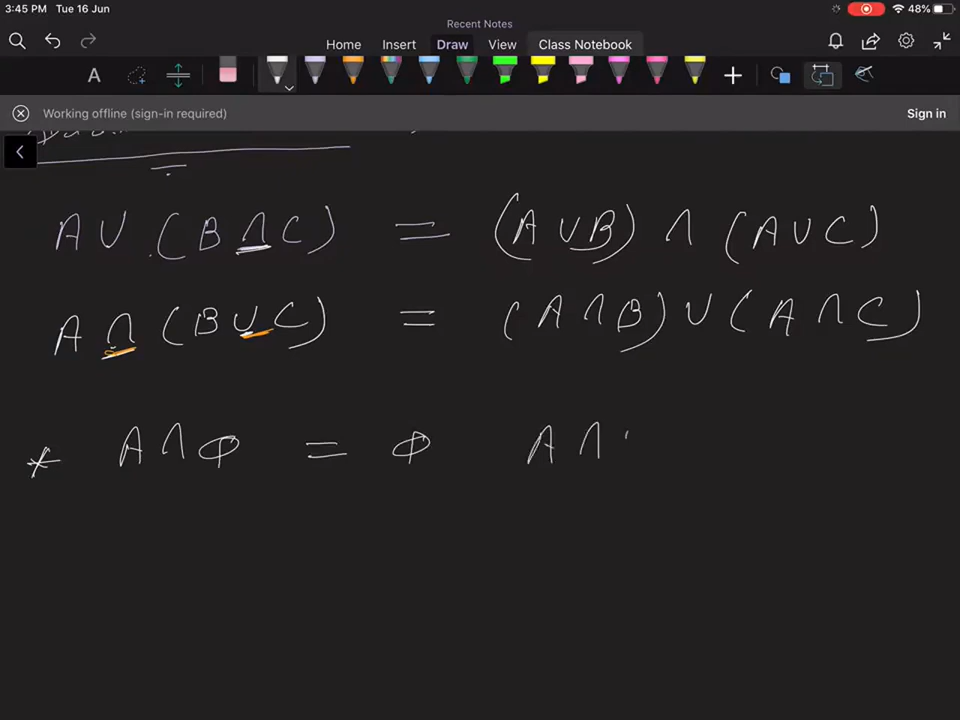 3:45 PM Tue 16 Jun 48%
Recent Notes
Home Insert Draw View Class Notebook
A
Working offline (sign-in required) Sign in
A ∪ (B ∩ C) = (A ∪ B) ∩ (A ∪ C)
A ∩ (B ∪ C) = (A ∩ B) ∪ (A ∩ C)
* A ∩ φ = φ A ∩